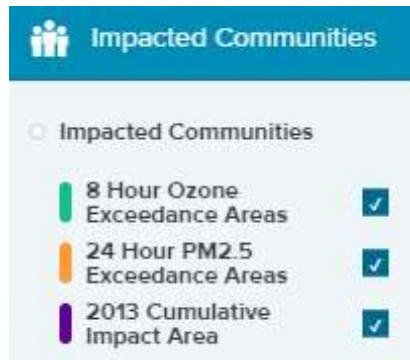 Impacted Communities
Impacted Communities
8 Hour Ozone
Exceedance Areas
24 Hour PM2.5
Exceedance Areas
2013 Cumulative
Impact Area